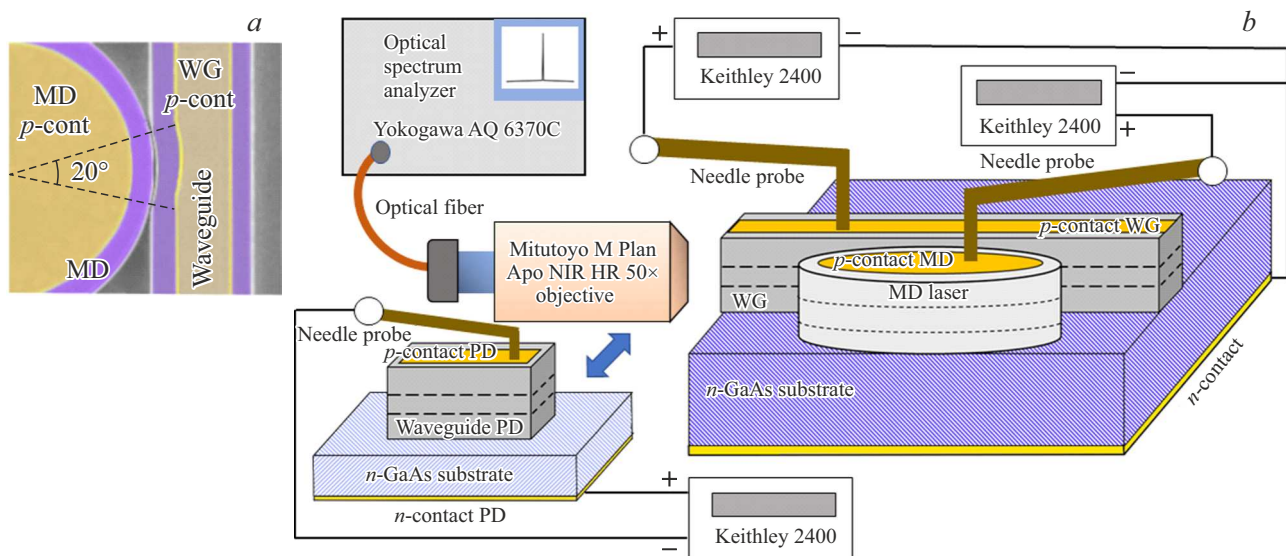 a
MD
p-cont
WG
p-cont
20°
Waveguide
MD
b
Optical
spectrum
analyzer
Yokogawa AQ 6370C
Optical fiber
Mitutoyo M Plan
Apo NIR HR 50×
objective
Needle probe
p-contact PD
Waveguide PD
n-GaAs substrate
n-contact PD
+
−
Keithley 2400
+
−
Keithley 2400
−
+
Keithley 2400
Needle probe
Needle probe
p-contact WG
p-contact MD
MD laser
WG
n-GaAs substrate
n-contact